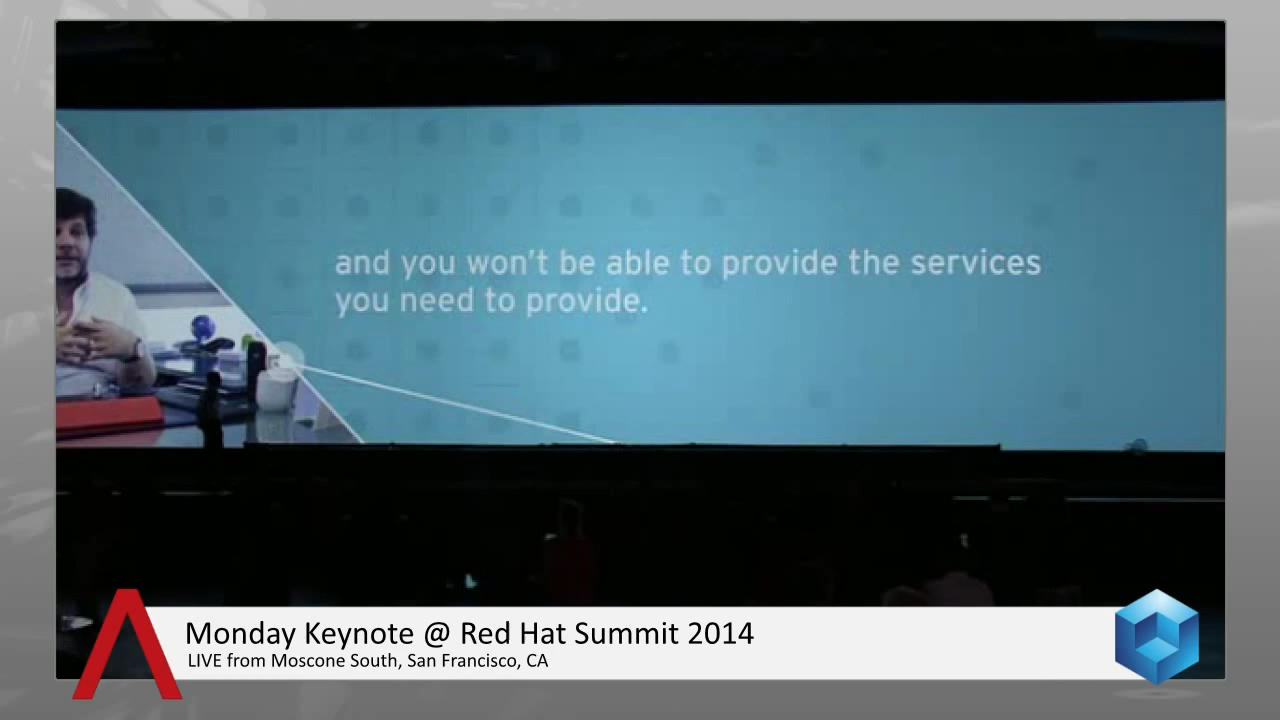 and you won't be able to provide the services
you need to provide.
Monday Keynote @ Red Hat Summit 2014
LIVE from Moscone South, San Francisco, CA